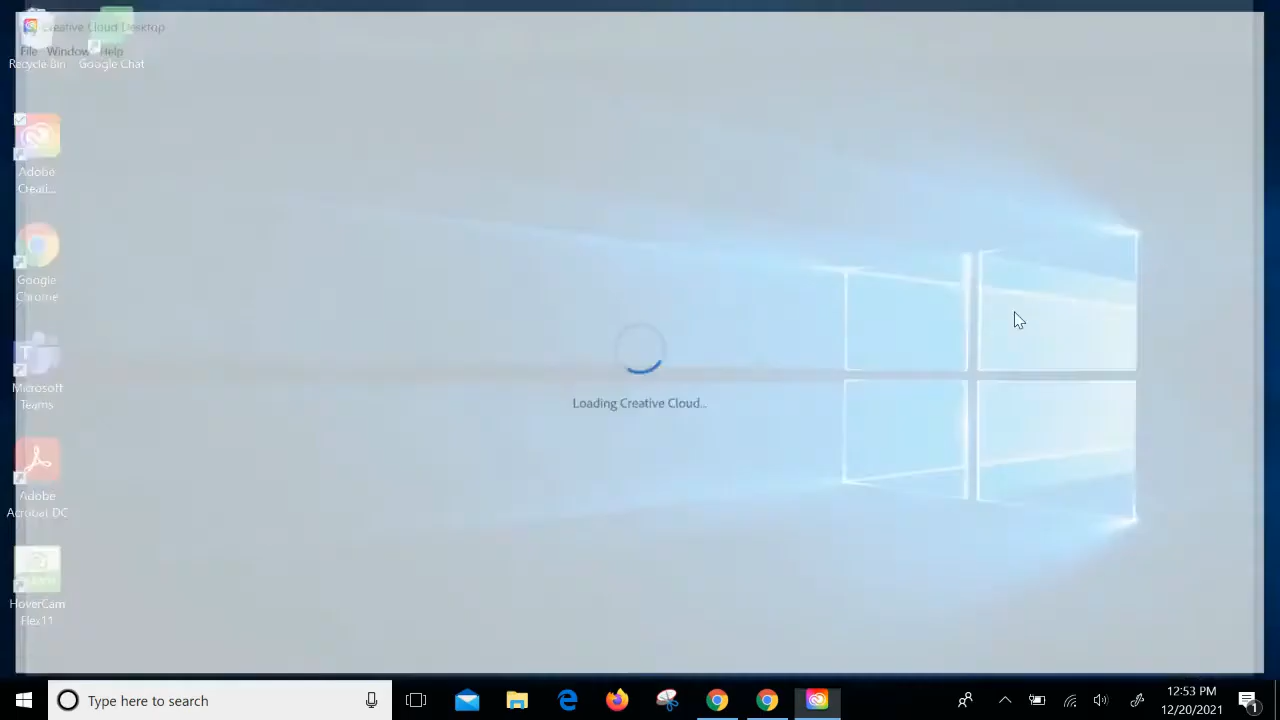 Creative Cloud Desktop
File Window Help
Recycle Bin
Google Chat
Adobe
Creati...
Google
Chrome
Microsoft
Teams
Adobe
Acrobat DC
HoverCam
Flex11
Loading Creative Cloud...
Type here to search
12:53 PM
12/20/2021
1